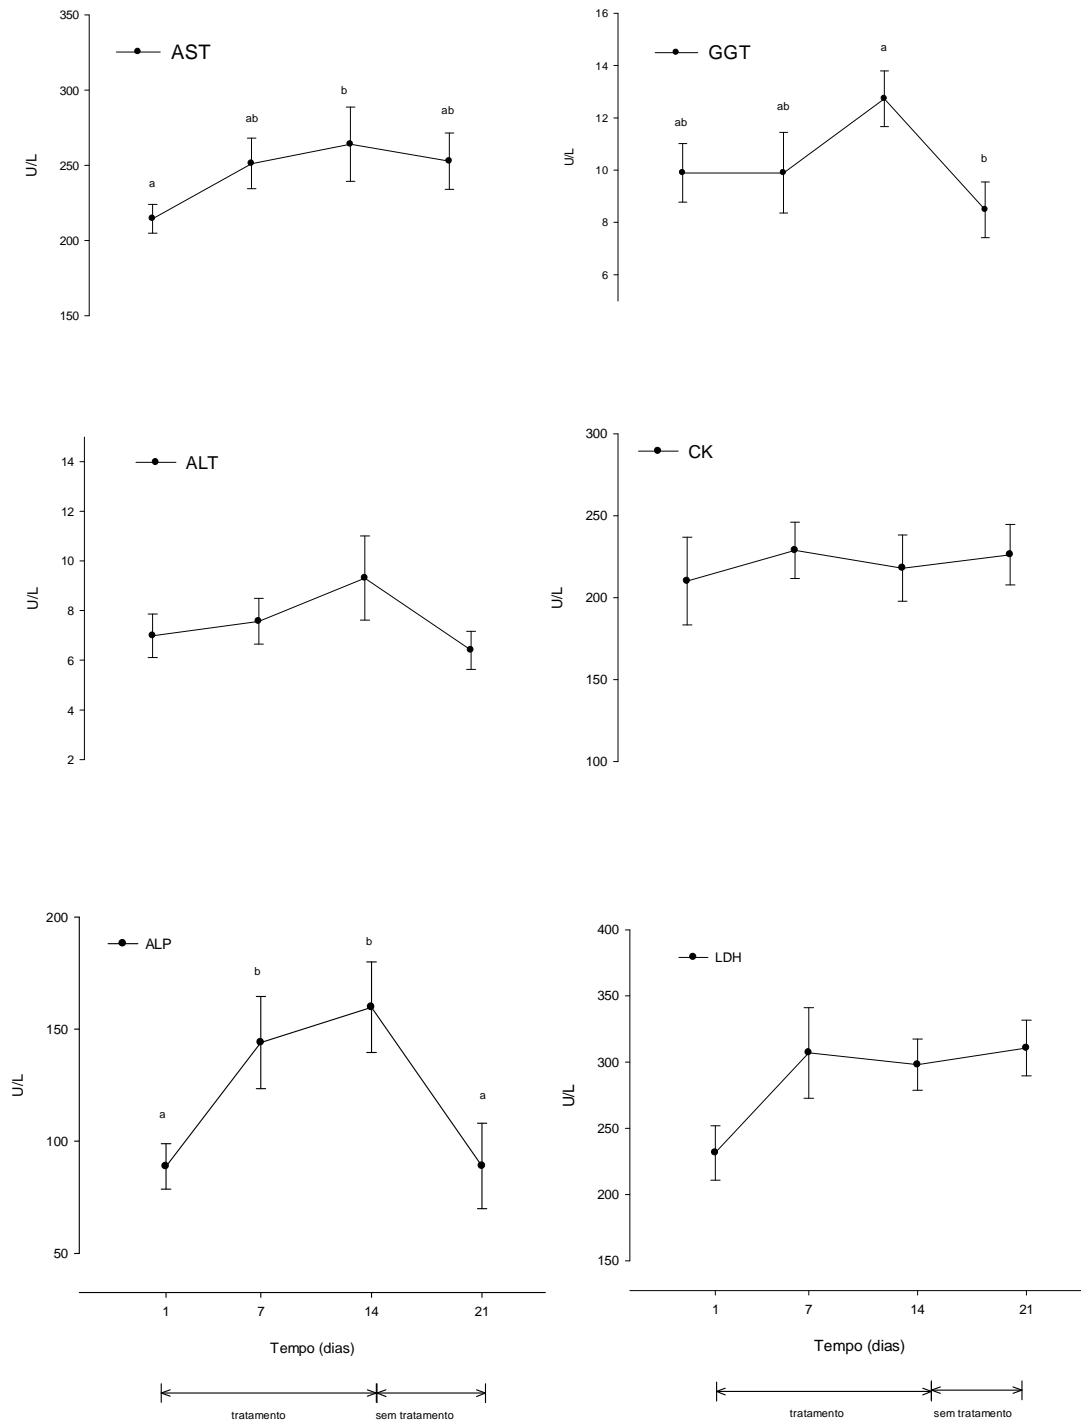 AST
350
300
250
200
150
U/L
a
ab
b
ab
GGT
16
14
12
10
8
6
U/L
ab
ab
a
b
ALT
14
12
10
8
6
4
2
U/L
CK
300
250
200
150
100
U/L
ALP
200
150
100
50
U/L
a
b
b
a
1 7 14 21
Tempo (dias)
tratamento sem tratamento
LDH
400
350
300
250
200
150
U/L
1 7 14 21
Tempo (dias)
tratamento sem tratamento